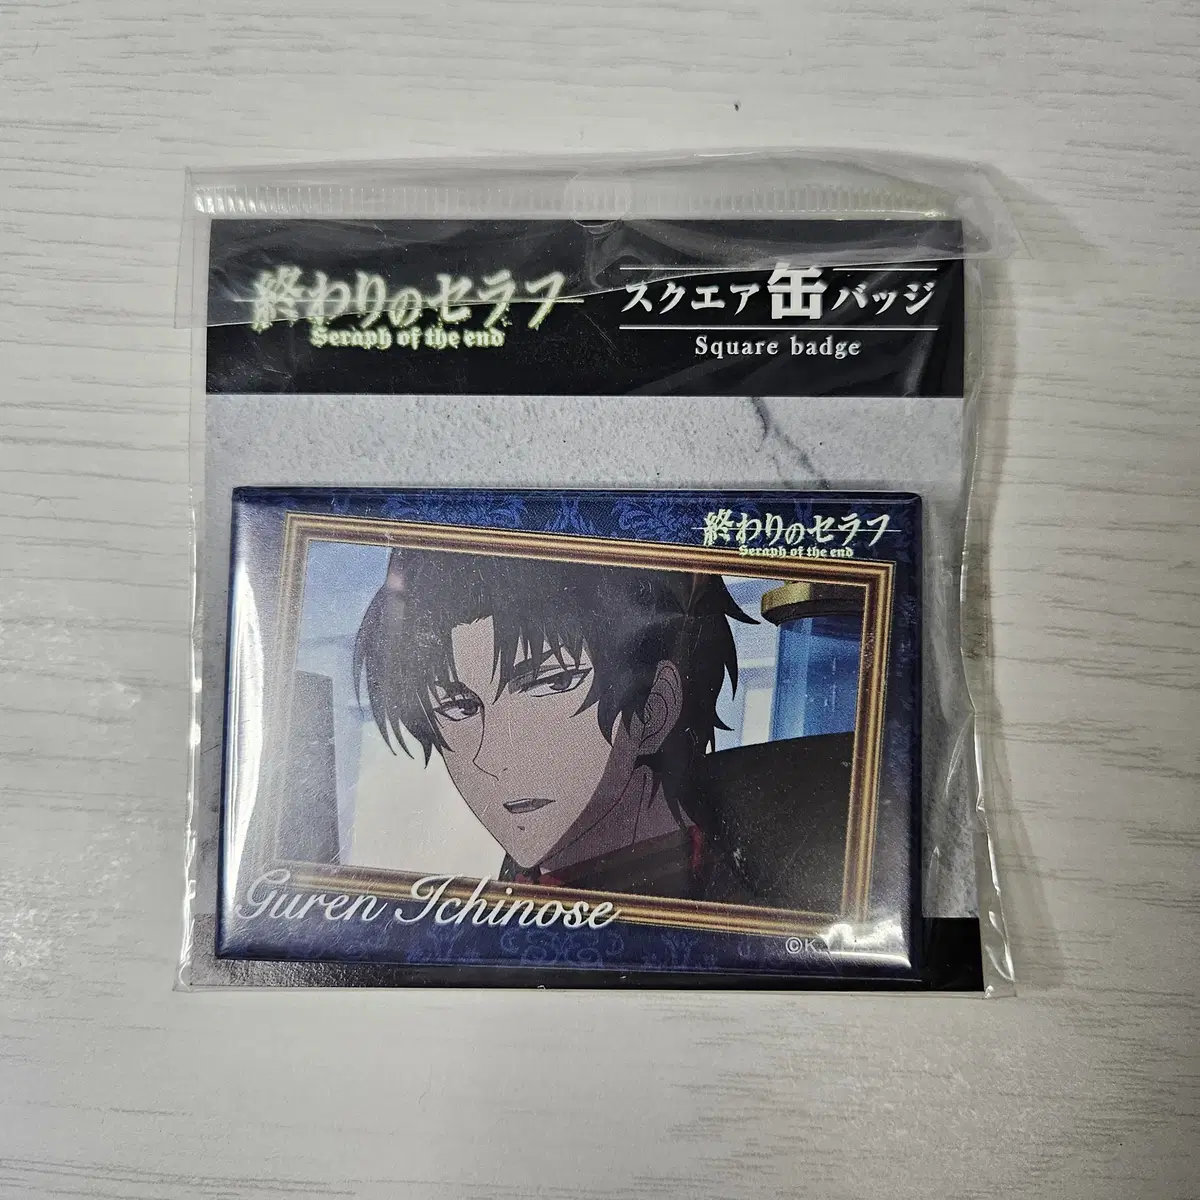 終わりのセラフ
Seraph of the end
スクエア缶バッジ
Square badge
終わりのセラフ
Seraph of the end
Guren Ichinose